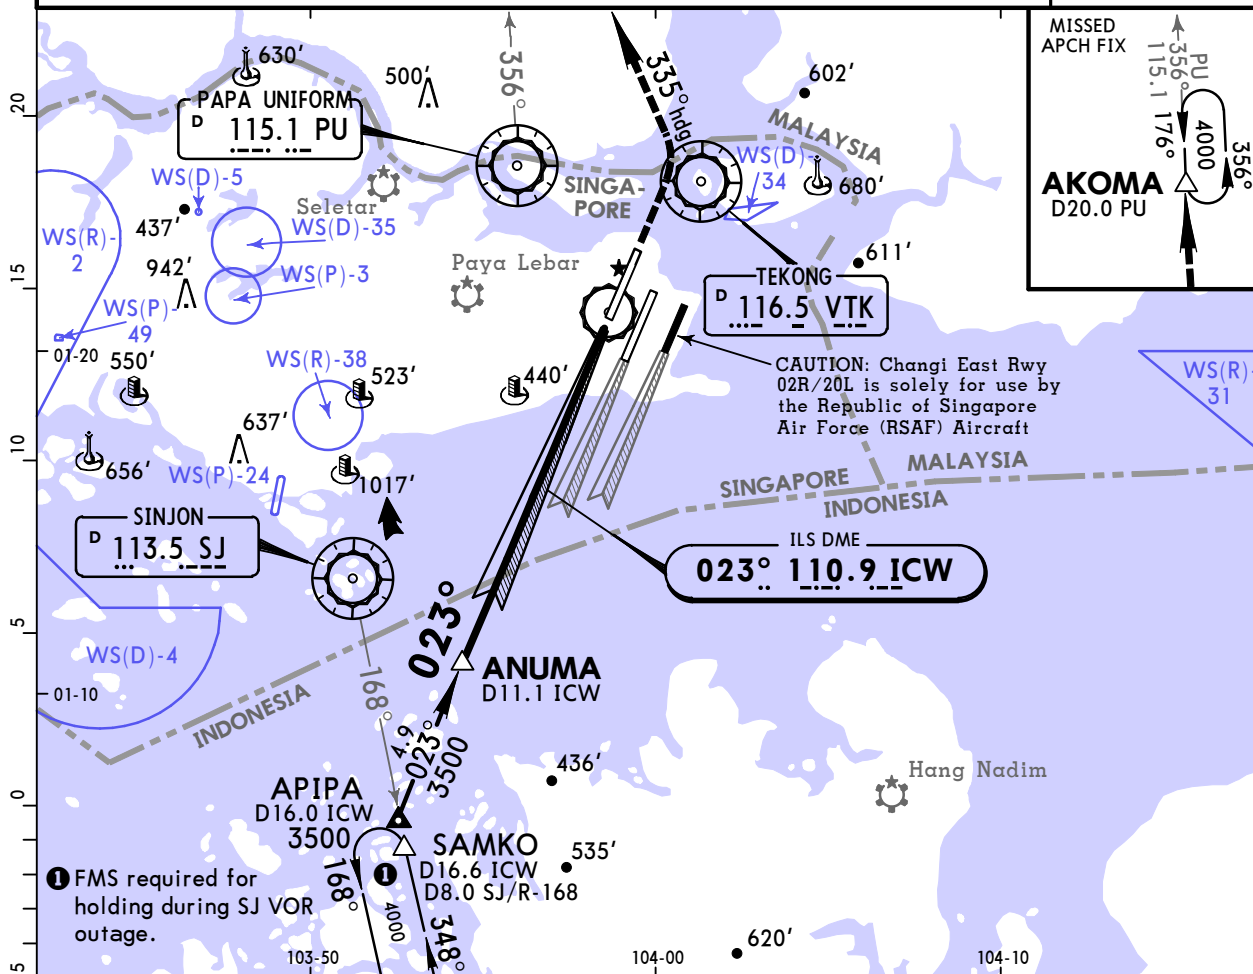 MISSED
APCH FIX
PU
115.1
356°
176°
4000
356°
AKOMA
D20.0 PU
630'
500'
356°
335° hdg
602'
PAPA UNIFORM
D 115.1 PU
MALAYSIA
WS(D)-
34
680'
SINGA-
PORE
WS(D)-5
Seletar
437'
WS(D)-35
WS(R)-
2
942'
WS(P)-3
Paya Lebar
611'
TEKONG
D 116.5 VTK
WS(P)-
49
01-20
550'
WS(R)-38
523'
440'
CAUTION: Changi East Rwy
02R/20L is solely for use by
the Republic of Singapore
Air Force (RSAF) Aircraft
WS(R)-
31
637'
656'
WS(P)-24
1017'
MALAYSIA
SINGAPORE
INDONESIA
SINJON
D 113.5 SJ
ILS DME
023° 110.9 ICW
023°
WS(D)-4
ANUMA
D11.1 ICW
01-10
INDONESIA
168°
4.9
023°
3500
436'
Hang Nadim
APIPA
D16.0 ICW
3500
SAMKO
D16.6 ICW
D8.0 SJ/R-168
535'
1
1 FMS required for
holding during SJ VOR
outage.
168°
4000
348°
620'
103-50
104-00
104-10
20
15
10
5
0
5